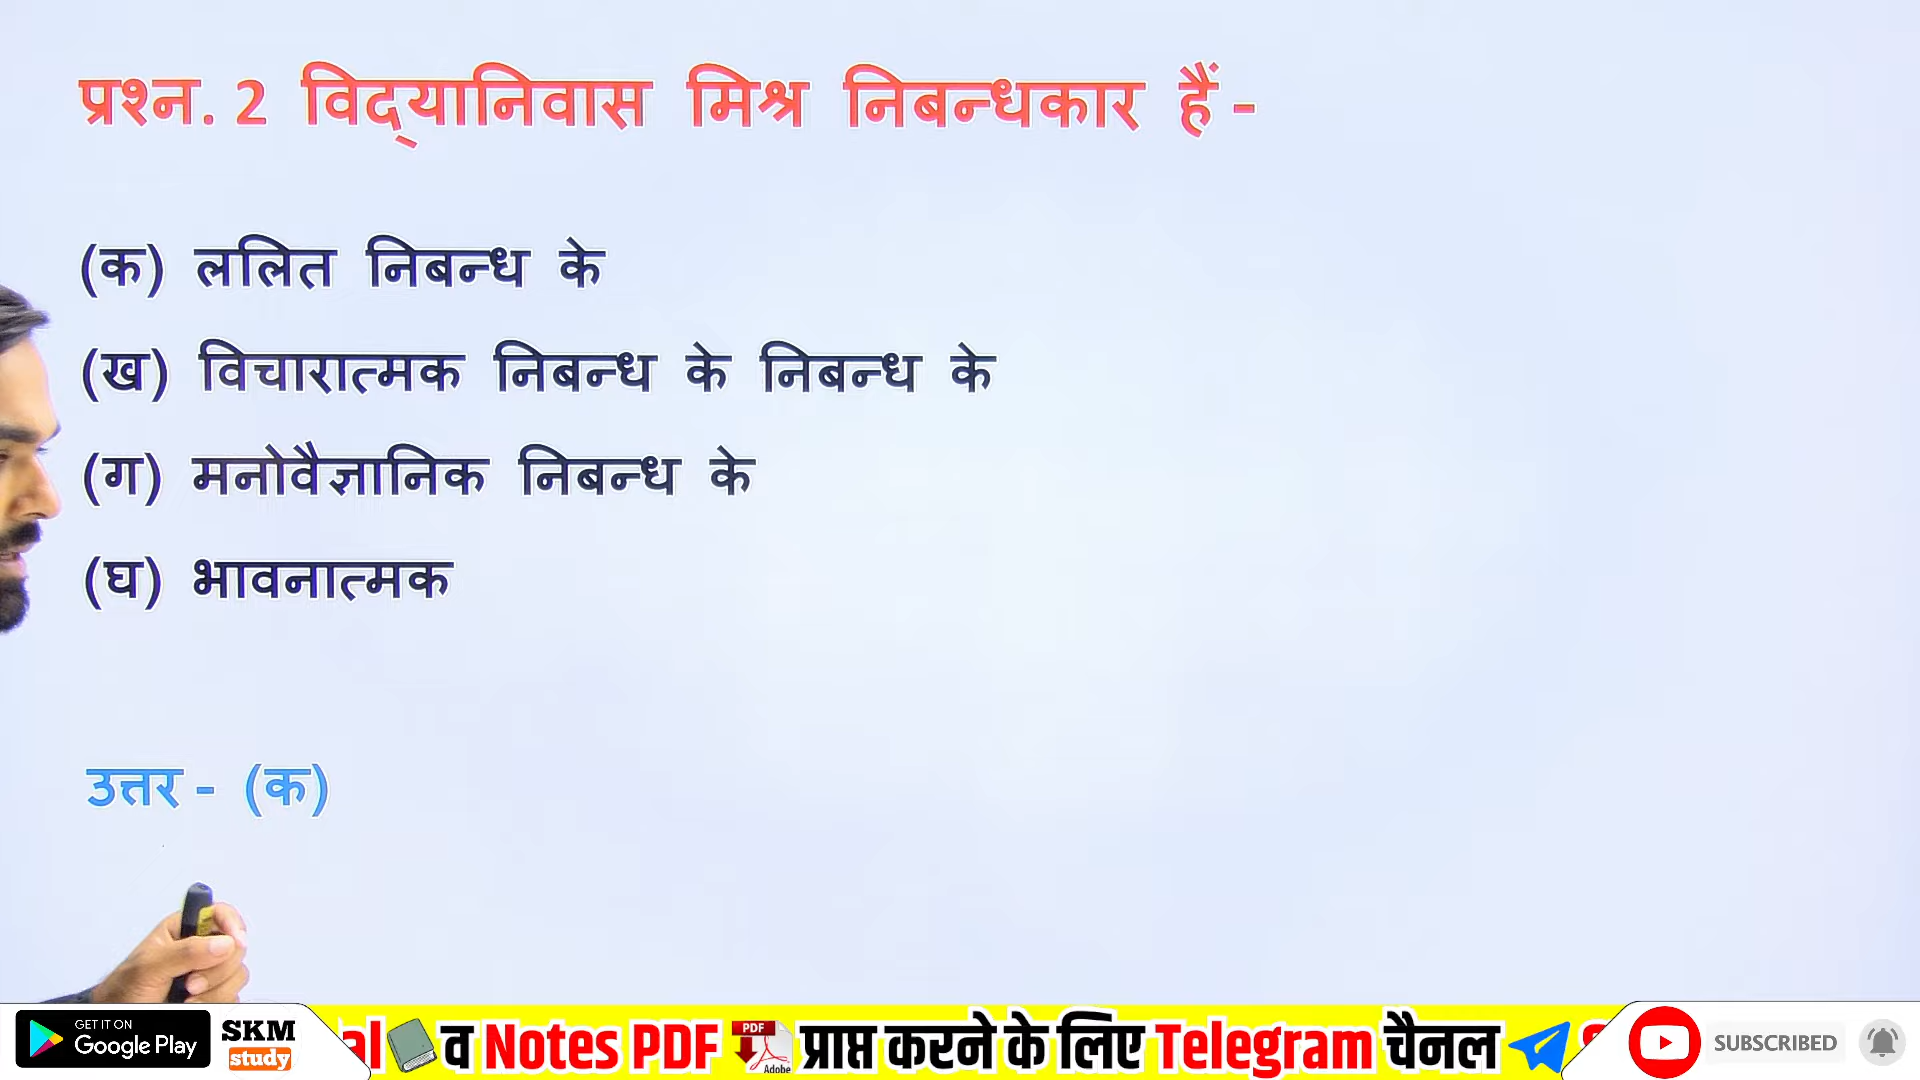 प्रश्न. 2 विद्यानिवास मिश्र निबन्धकार हैं -
(क) ललित निबन्ध के
(ख) विचारात्मक निबन्ध के निबन्ध के
(ग) मनोवैज्ञानिक निबन्ध के
(घ) भावनात्मक
उत्तर - (क)
GET IT ON
Google Play
SKM
study
al व Notes PDF PDF Adobe प्राप्त करने के लिए Telegram चैनल
SUBSCRIBED